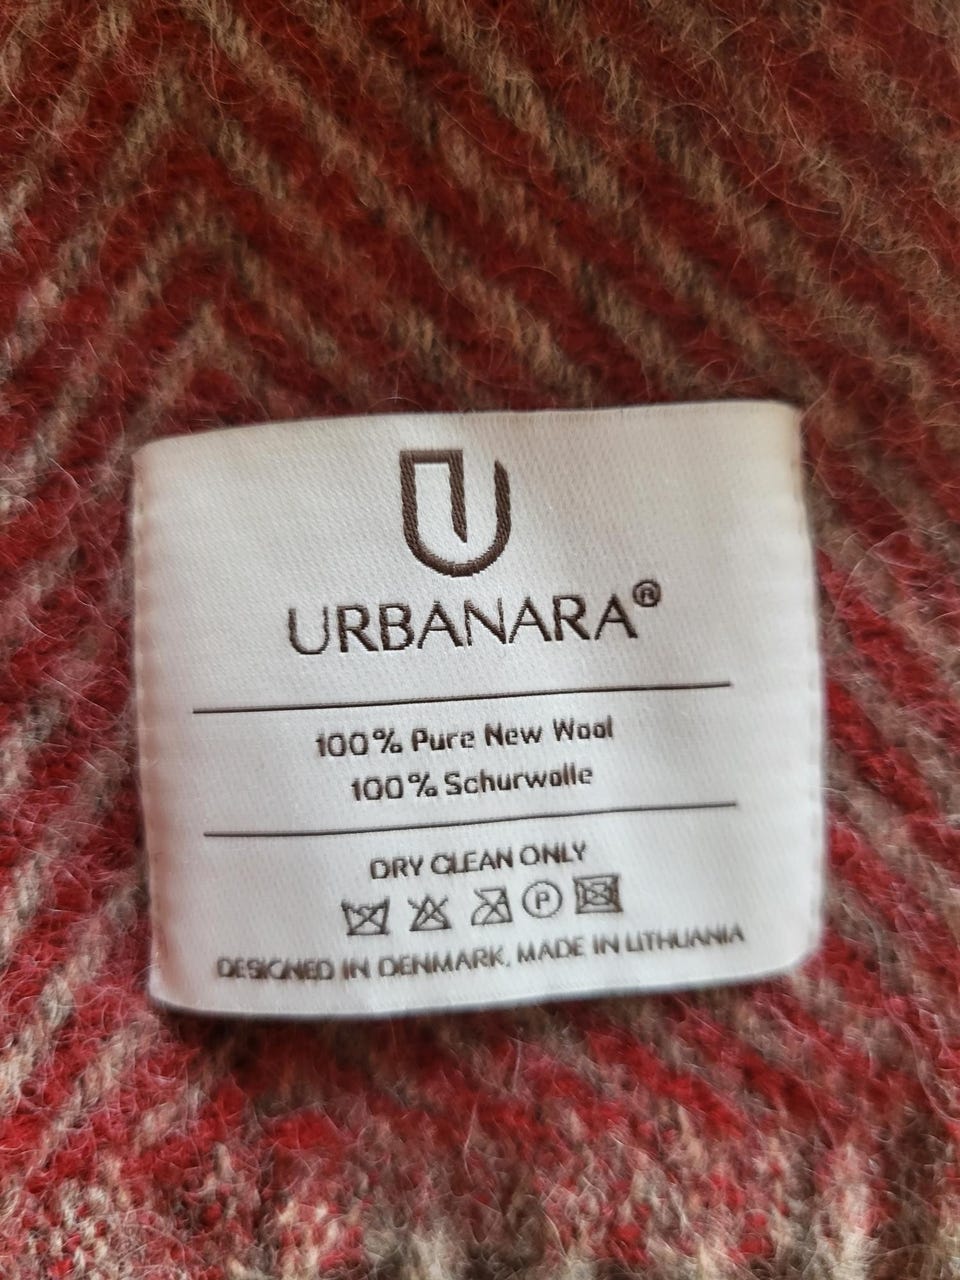 URBANARA®
100% Pure New Wool
100% Schurwolle
DRY CLEAN ONLY
P
DESIGNED IN DENMARK, MADE IN LITHUANIA